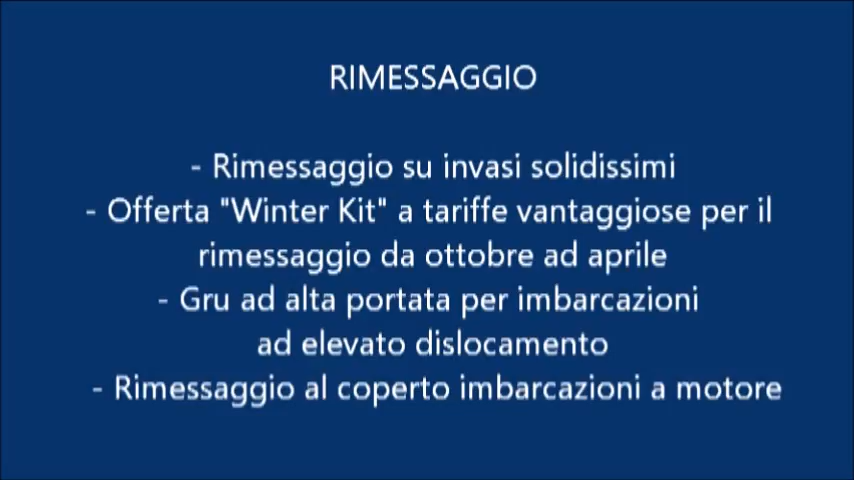 RIMESSAGGIO
- Rimessaggio su invasi solidissimi
- Offerta "Winter Kit" a tariffe vantaggiose per il
rimessaggio da ottobre ad aprile
- Gru ad alta portata per imbarcazioni
ad elevato dislocamento
- Rimessaggio al coperto imbarcazioni a motore